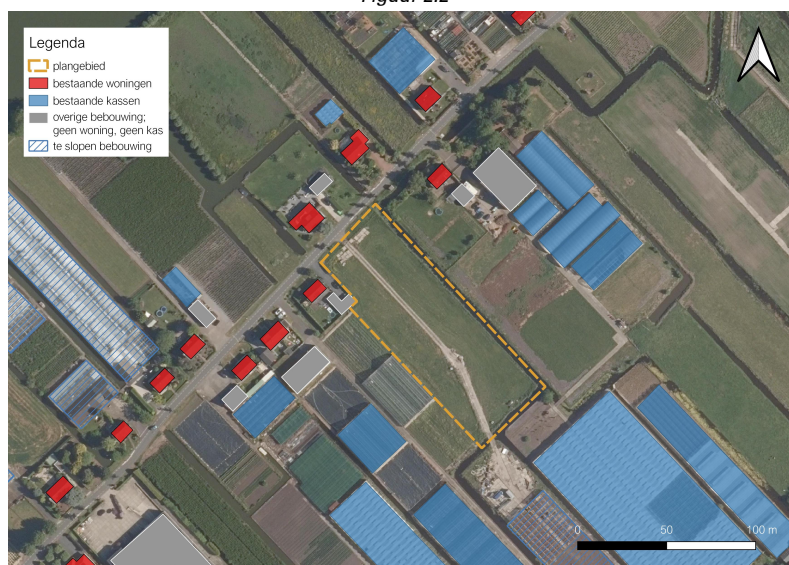 Figuur 2.2
Legenda
plangebied
bestaande woningen
bestaande kassen
overige bebouwing;
geen woning, geen kas
te slopen bebouwing
0 50 100 m